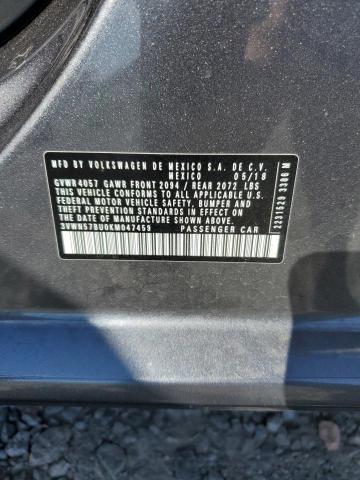 MFD BY VOLKSWAGEN DE MEXICO S.A. DE C.V.
MEXICO 05/18
GVWR 4057 GAWR FRONT 2094 / REAR 2072 LBS
THIS VEHICLE CONFORMS TO ALL APPLICABLE U.S.
FEDERAL MOTOR VEHICLE SAFETY, BUMPER AND
THEFT PREVENTION STANDARDS IN EFFECT ON
THE DATE OF MANUFACTURE SHOWN ABOVE.
3VWN57BU0KM047459 PASSENGER CAR
2231629 3386 M